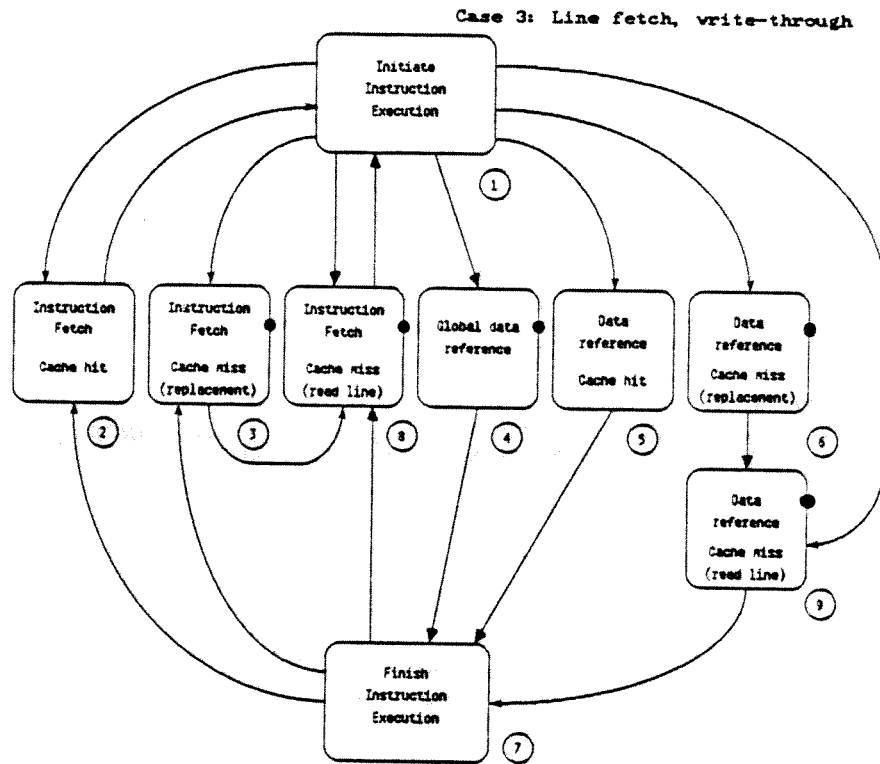 Case 3: Line fetch, write-through
Initiate
Instruction
Execution
1
Instruction
Fetch
Cache hit
2
Instruction
Fetch
Cache miss
(replacement)
3
Instruction
Fetch
Cache miss
(read line)
8
Global data
reference
4
Data
reference
Cache hit
5
Data
reference
Cache miss
(replacement)
6
Data
reference
Cache miss
(read line)
9
Finish
Instruction
Execution
7